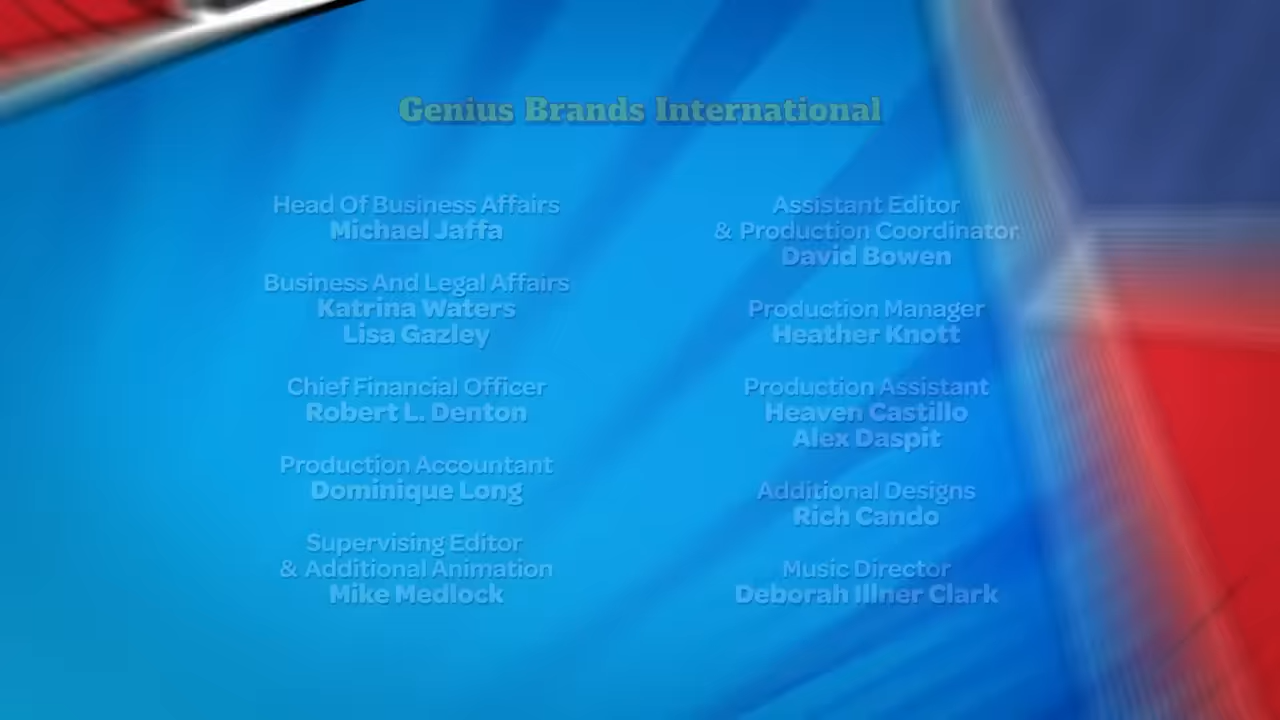 Genius Brands International
Head Of Business Affairs
Michael Jaffa
Business And Legal Affairs
Katrina Waters
Lisa Gazley
Chief Financial Officer
Robert L. Denton
Production Accountant
Dominique Long
Supervising Editor
& Additional Animation
Mike Medlock
Assistant Editor
& Production Coordinator
David Bowen
Production Manager
Heather Knott
Production Assistant
Heaven Castillo
Alex Daspit
Additional Designs
Rich Cando
Music Director
Deborah Illner Clark